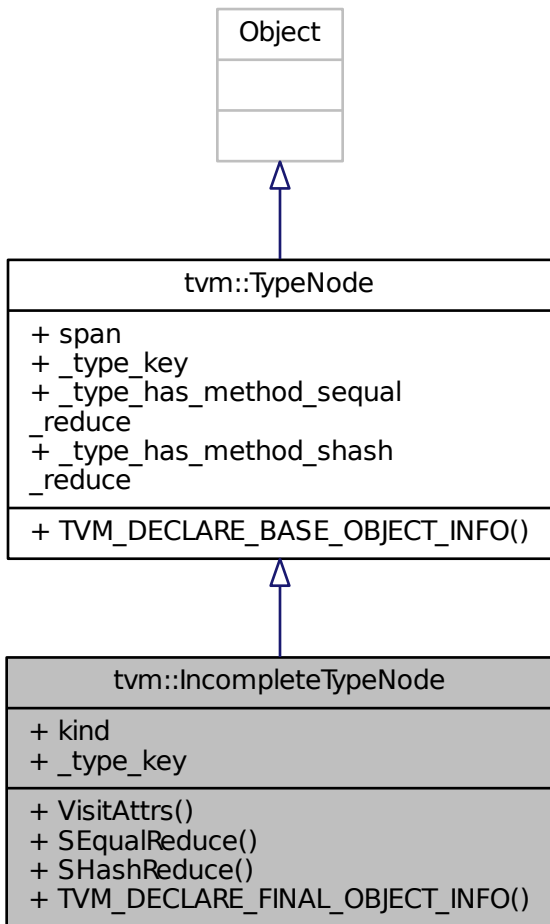 Object
tvm::TypeNode
+ span
+ _type_key
+ _type_has_method_sequal
_reduce
+ _type_has_method_shash
_reduce
+ TVM_DECLARE_BASE_OBJECT_INFO()
tvm::IncompleteTypeNode
+ kind
+ _type_key
+ VisitAttrs()
+ SEqualReduce()
+ SHashReduce()
+ TVM_DECLARE_FINAL_OBJECT_INFO()